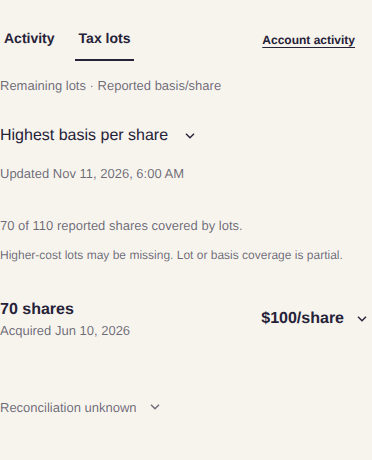 Activity Tax lots Account activity
Remaining lots · Reported basis/share
Highest basis per share
Updated Nov 11, 2026, 6:00 AM
70 of 110 reported shares covered by lots.
Higher-cost lots may be missing. Lot or basis coverage is partial.
70 shares
$100/share
Acquired Jun 10, 2026
Reconciliation unknown